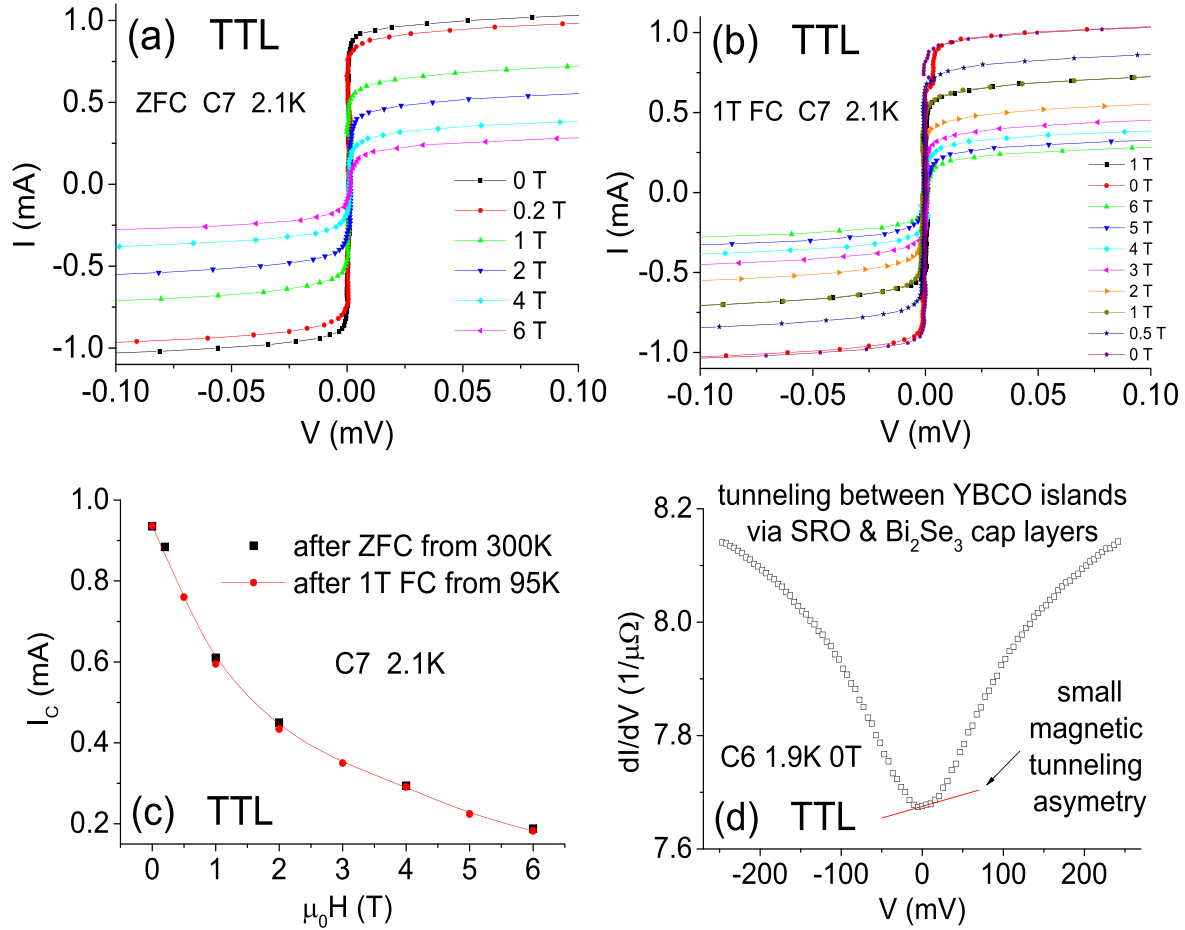 (a) TTL
ZFC C7 2.1K
1.0
0.5
0.0
-0.5
-1.0
I (mA)
0 T
0.2 T
1 T
2 T
4 T
6 T
-0.10 -0.05 0.00 0.05 0.10
V (mV)
(b) TTL
1T FC C7 2.1K
1.0
0.5
0.0
-0.5
-1.0
I (mA)
1 T
0 T
6 T
5 T
4 T
3 T
2 T
1 T
0.5 T
0 T
-0.10 -0.05 0.00 0.05 0.10
V (mV)
1.0
0.8
0.6
0.4
0.2
I_C (mA)
after ZFC from 300K
after 1T FC from 95K
C7 2.1K
(c) TTL
0 1 2 3 4 5 6
μ₀H (T)
tunneling between YBCO islands
via SRO & Bi₂Se₃ cap layers
8.2
8.0
7.8
7.6
dI/dV (1/μΩ)
small
magnetic
tunneling
asymetry
C6 1.9K 0T
(d) TTL
-200 -100 0 100 200
V (mV)